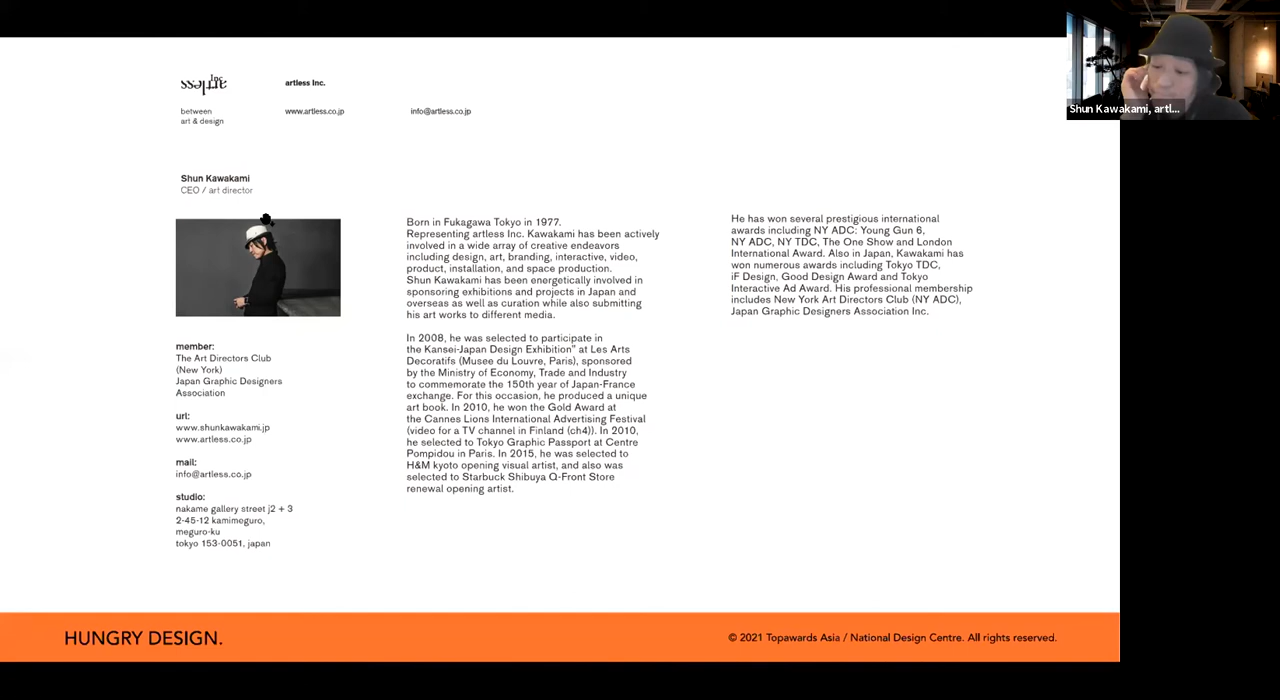 artless Inc.
artless Inc.
between
art & design
www.artless.co.jp
info@artless.co.jp
Shun Kawakami
CEO / art director
member:
The Art Directors Club
(New York)
Japan Graphic Designers
Association
url:
www.shunkawakami.jp
www.artless.co.jp
mail:
info@artless.co.jp
studio:
nakame gallery street j2 + 3
2-45-12 kamimeguro,
meguro-ku
tokyo 153-0051, japan
Born in Fukagawa Tokyo in 1977.
Representing artless Inc. Kawakami has been actively
involved in a wide array of creative endeavors
including design, art, branding, interactive, video,
product, installation, and space production.
Shun Kawakami has been energetically involved in
sponsoring exhibitions and projects in Japan and
overseas as well as curation while also submitting
his art works to different media.
In 2008, he was selected to participate in
the Kansei-Japan Design Exhibition" at Les Arts
Decoratifs (Musee du Louvre, Paris), sponsored
by the Ministry of Economy, Trade and Industry
to commemorate the 150th year of Japan-France
exchange. For this occasion, he produced a unique
art book. In 2010, he won the Gold Award at
the Cannes Lions International Advertising Festival
(video for a TV channel in Finland (ch4)). In 2010,
he selected to Tokyo Graphic Passport at Centre
Pompidou in Paris. In 2015, he was selected to
H&M kyoto opening visual artist, and also was
selected to Starbuck Shibuya Q-Front Store
renewal opening artist.
He has won several prestigious international
awards including NY ADC: Young Gun 6,
NY ADC, NY TDC, The One Show and London
International Award. Also in Japan, Kawakami has
won numerous awards including Tokyo TDC,
iF Design, Good Design Award and Tokyo
Interactive Ad Award. His professional membership
includes New York Art Directors Club (NY ADC),
Japan Graphic Designers Association Inc.
Shun Kawakami, artl...
HUNGRY DESIGN.
© 2021 Topawards Asia / National Design Centre. All rights reserved.